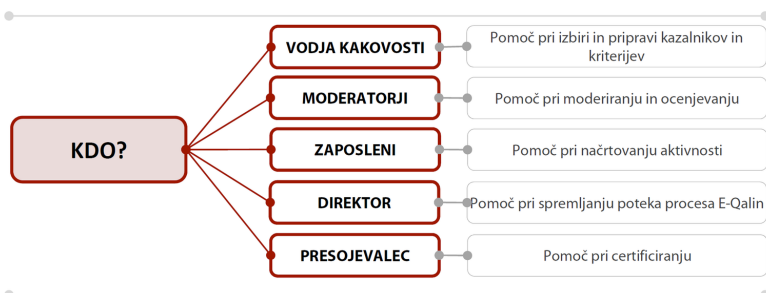 KDO?
VODJA KAKOVOSTI
Pomoč pri izbiri in pripravi kazalnikov in
kriterijev
MODERATORJI
Pomoč pri moderiranju in ocenjevanju
ZAPOSLENI
Pomoč pri načrtovanju aktivnosti
DIREKTOR
Pomoč pri spremljanju poteka procesa E-Qalin
PRESOJEVALEC
Pomoč pri certificiranju